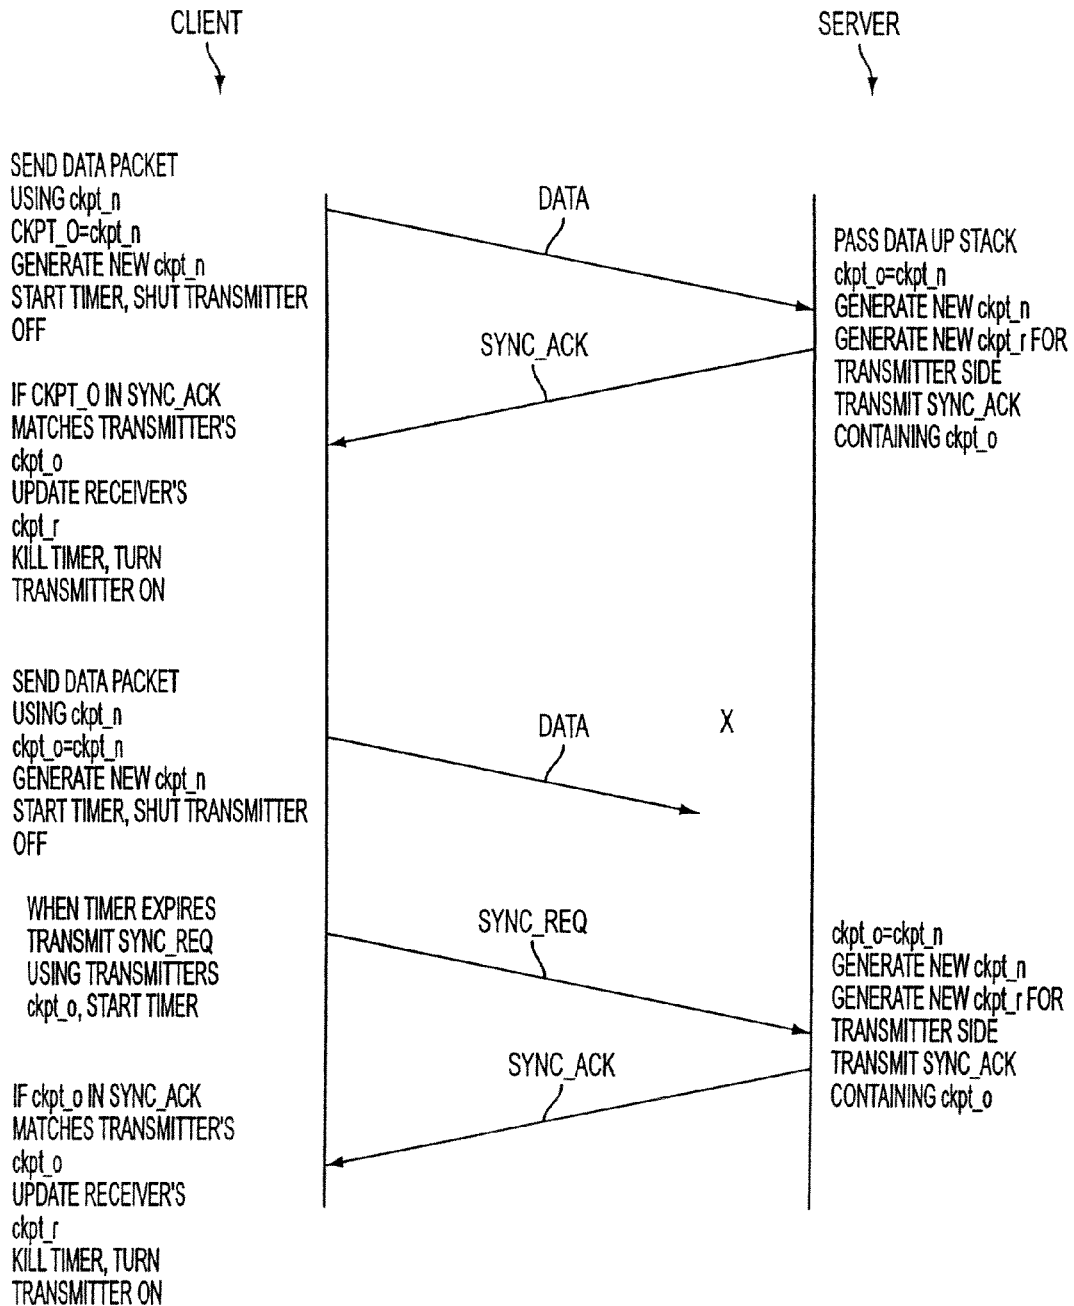 CLIENT
SERVER
SEND DATA PACKET
USING ckpt_n
CKPT_O=ckpt_n
GENERATE NEW ckpt_n
START TIMER, SHUT TRANSMITTER
OFF
DATA
PASS DATA UP STACK
ckpt_o=ckpt_n
GENERATE NEW ckpt_n
GENERATE NEW ckpt_r FOR
TRANSMITTER SIDE
TRANSMIT SYNC_ACK
CONTAINING ckpt_o
SYNC_ACK
IF CKPT_O IN SYNC_ACK
MATCHES TRANSMITTER'S
ckpt_o
UPDATE RECEIVER'S
ckpt_r
KILL TIMER, TURN
TRANSMITTER ON
SEND DATA PACKET
USING ckpt_n
ckpt_o=ckpt_n
GENERATE NEW ckpt_n
START TIMER, SHUT TRANSMITTER
OFF
DATA
X
WHEN TIMER EXPIRES
TRANSMIT SYNC_REQ
USING TRANSMITTERS
ckpt_o, START TIMER
SYNC_REQ
ckpt_o=ckpt_n
GENERATE NEW ckpt_n
GENERATE NEW ckpt_r FOR
TRANSMITTER SIDE
TRANSMIT SYNC_ACK
CONTAINING ckpt_o
SYNC_ACK
IF ckpt_o IN SYNC_ACK
MATCHES TRANSMITTER'S
ckpt_o
UPDATE RECEIVER'S
ckpt_r
KILL TIMER, TURN
TRANSMITTER ON